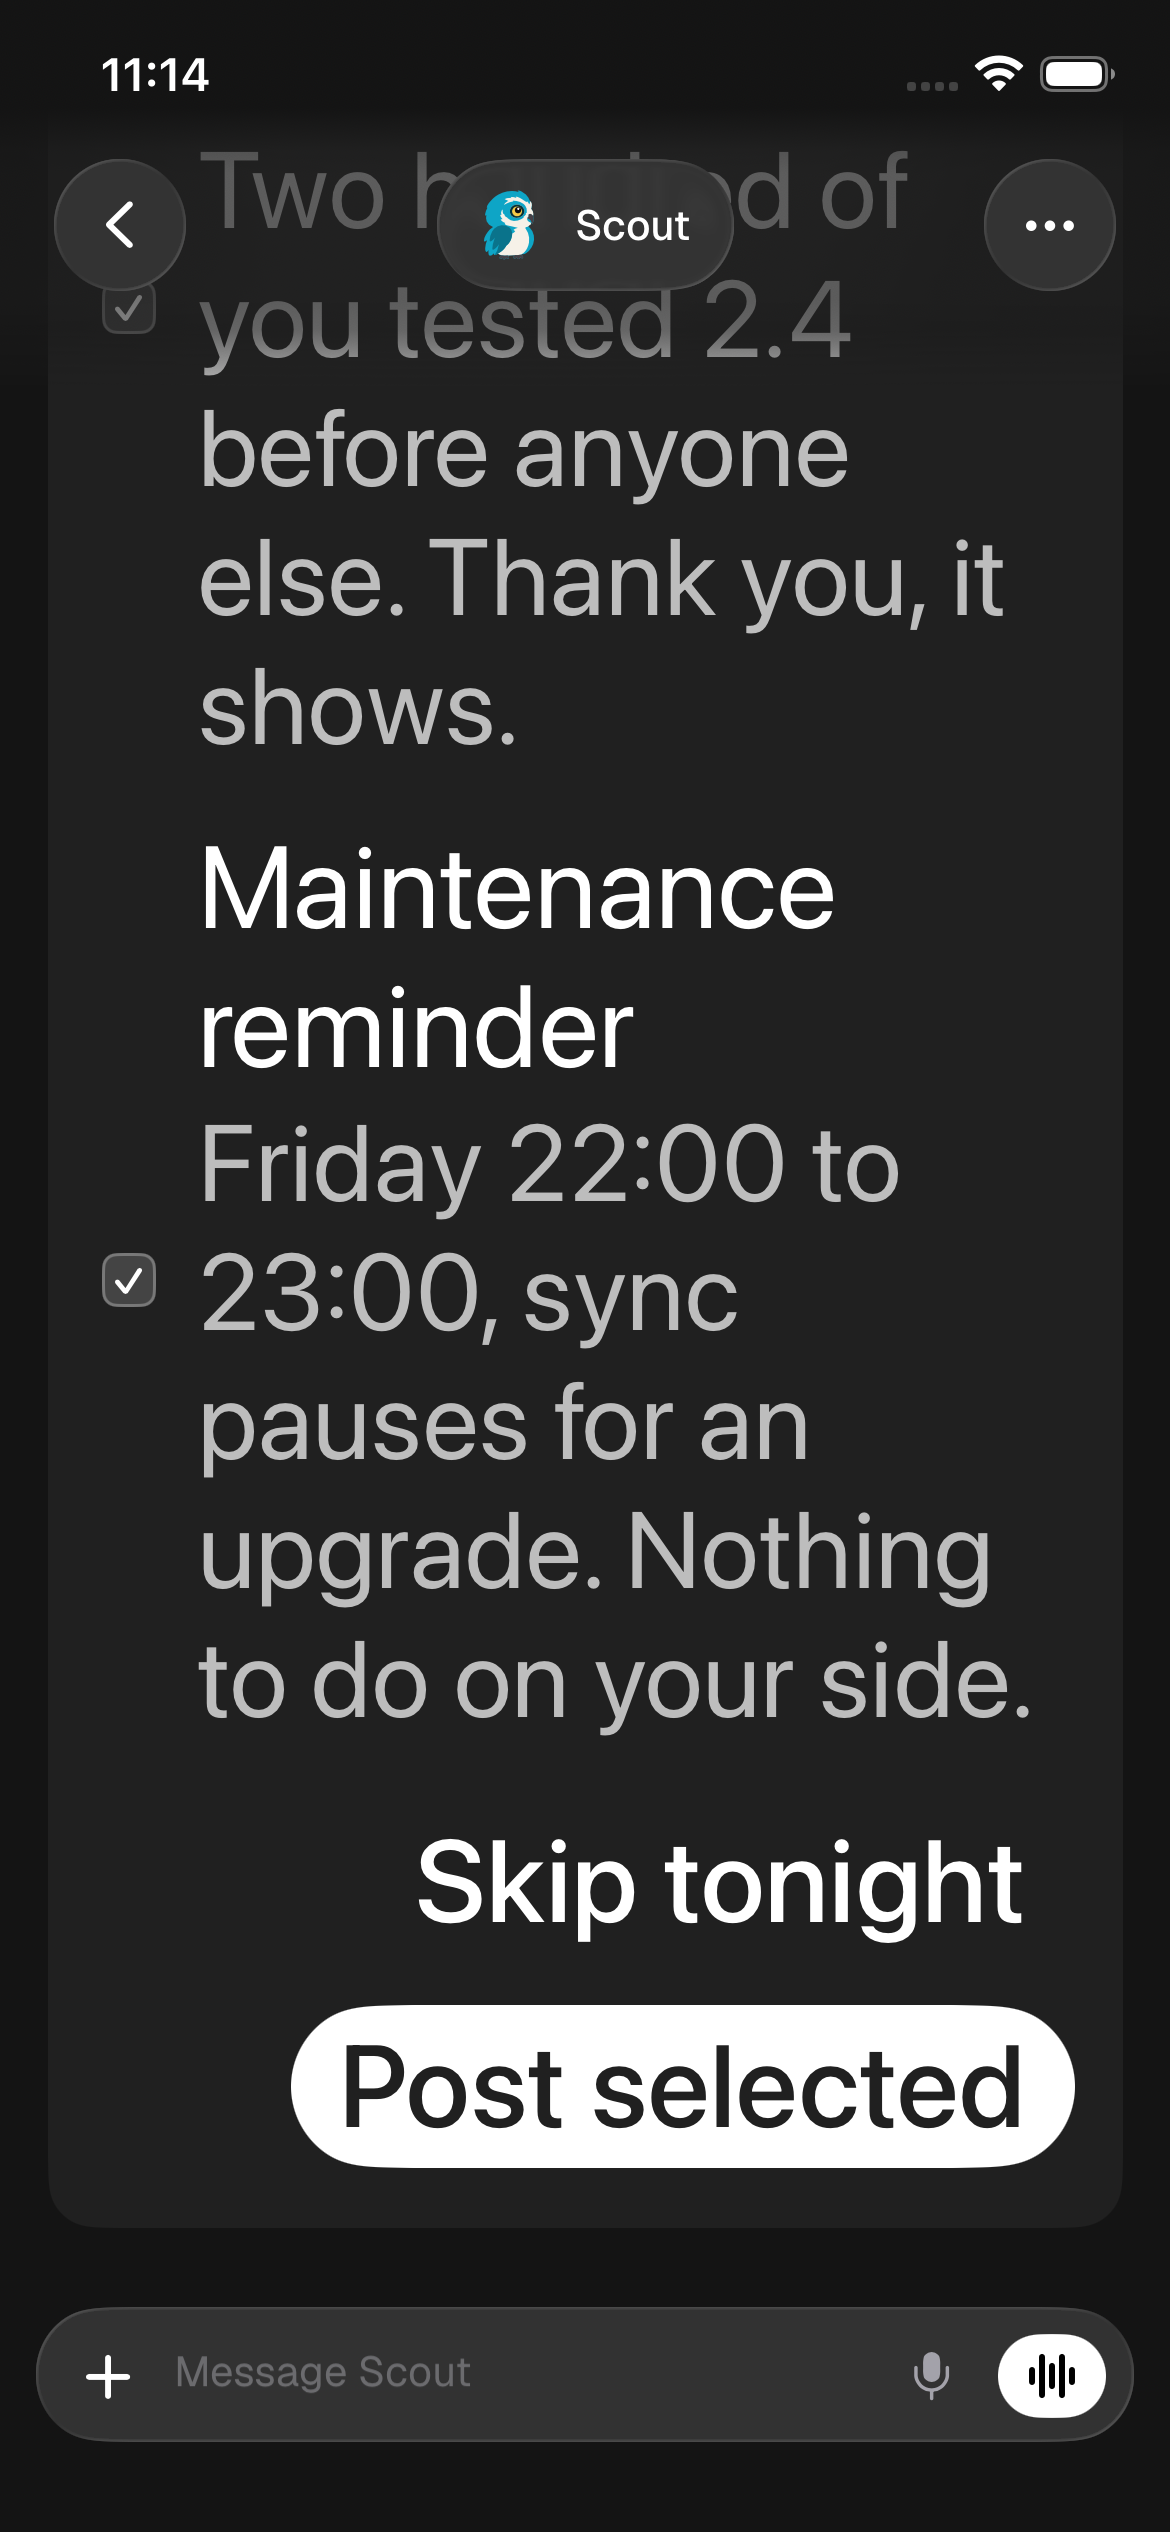 11:14
Scout
Two of
you tested 2.4
before anyone
else. Thank you, it
shows.
Maintenance
reminder
Friday 22:00 to
23:00, sync
pauses for an
upgrade. Nothing
to do on your side.
Skip tonight
Post selected
Message Scout